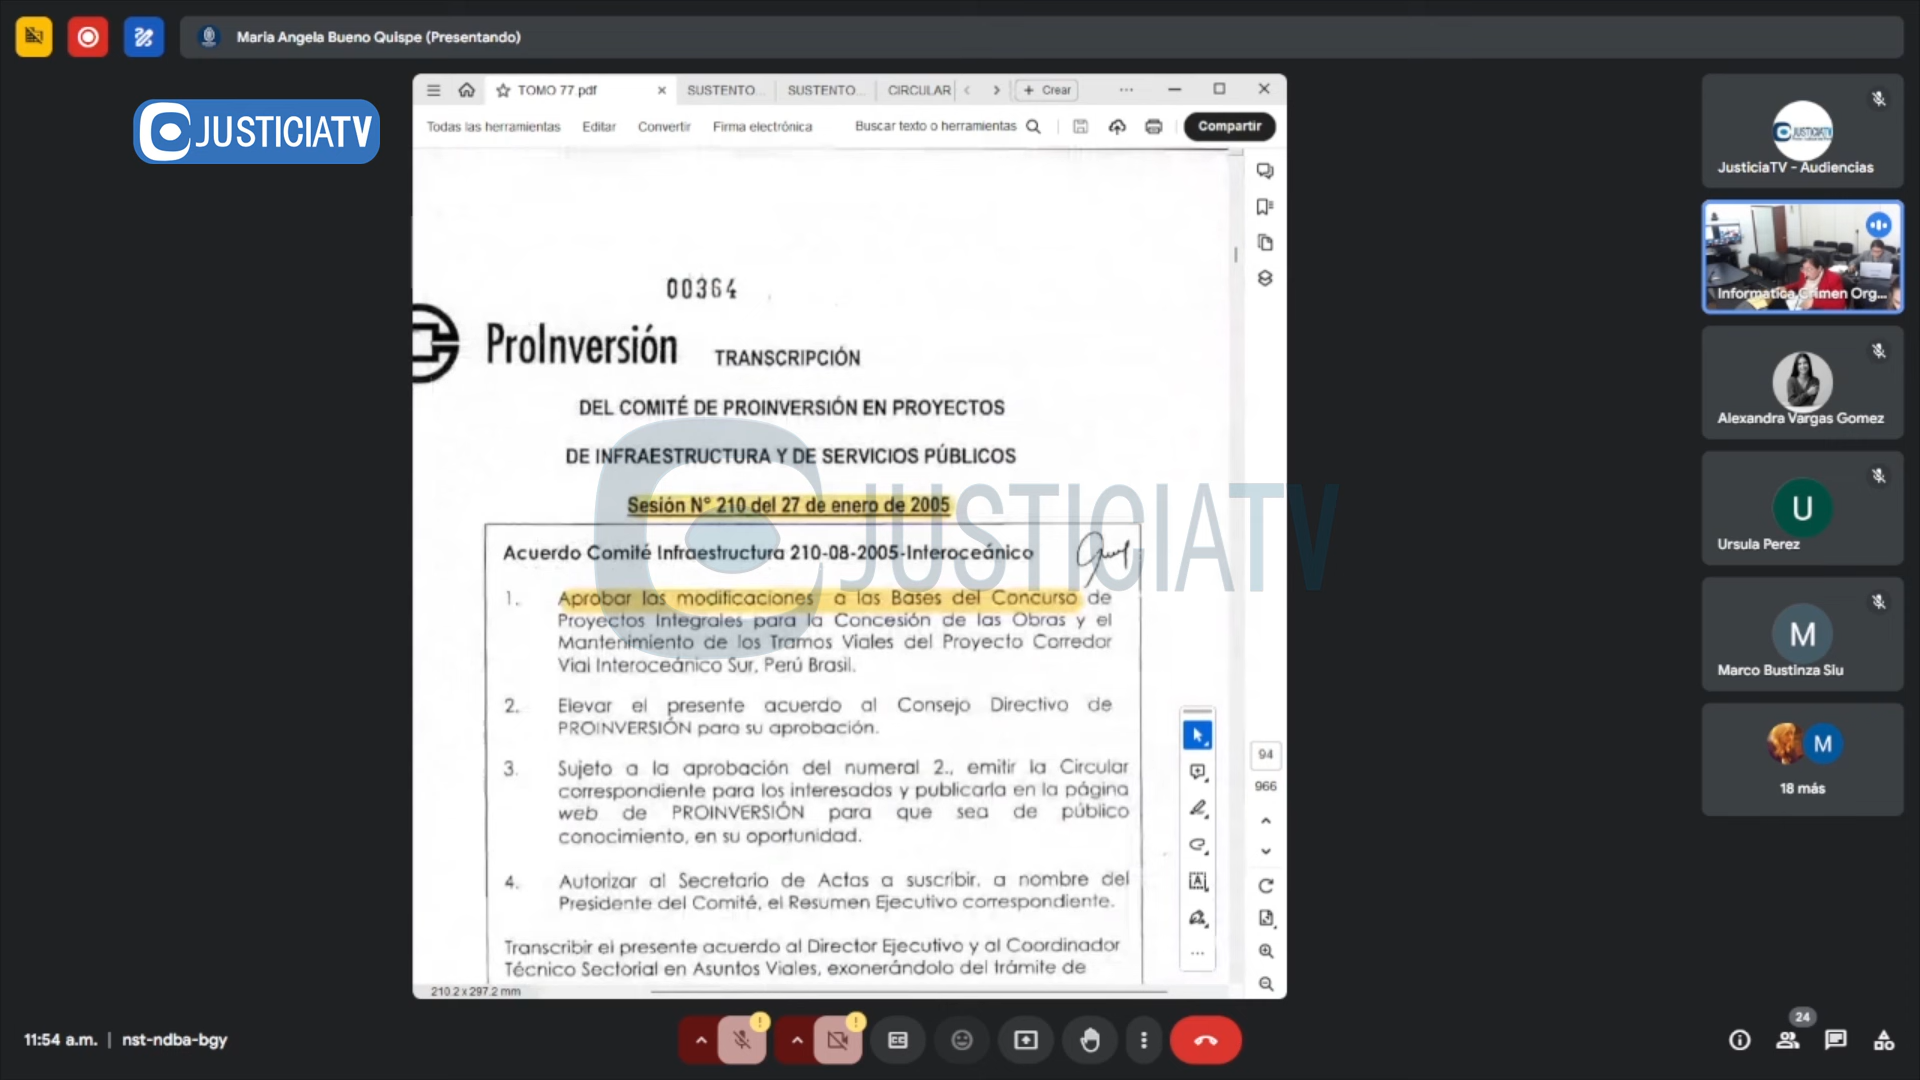 Maria Angela Bueno Quispe (Presentando)
JUSTICIATV
TOMO 77 pdf
SUSTENTO...
SUSTENTO...
CIRCULAR
Crear
Todas las herramientas
Editar
Convertir
Firma electrónica
Buscar texto o herramientas
Compartir
00364
ProInversión
TRANSCRIPCIÓN
DEL COMITÉ DE PROINVERSIÓN EN PROYECTOS
DE INFRAESTRUCTURA Y DE SERVICIOS PÚBLICOS
Sesión N° 210 del 27 de enero de 2005
JUSTICIATV
Acuerdo Comité Infraestructura 210-08-2005-Interoceánico
1. Aprobar las modificaciones a las Bases del Concurso de
Proyectos Integrales para la Concesión de las Obras y el
Mantenimiento de los Tramos Viales del Proyecto Corredor
Vial Interoceánico Sur, Perú Brasil.
2. Elevar el presente acuerdo al Consejo Directivo de
PROINVERSIÓN para su aprobación.
3. Sujeto a la aprobación del numeral 2., emitir la Circular
correspondiente para los interesados y publicarla en la página
web de PROINVERSIÓN para que sea de público
conocimiento, en su oportunidad.
4. Autorizar al Secretario de Actas a suscribir, a nombre del
Presidente del Comité, el Resumen Ejecutivo correspondiente.
Transcribir el presente acuerdo al Director Ejecutivo y al Coordinador
Técnico Sectorial en Asuntos Viales, exonerándolo del trámite de
210.2 x 297.2 mm
94
966
JUSTICIATV
JusticiaTV - Audiencias
Informatica Crimen Org...
Alexandra Vargas Gomez
U
Ursula Perez
M
Marco Bustinza Siu
M
18 más
11:54 a.m. | nst-ndba-bgy
24